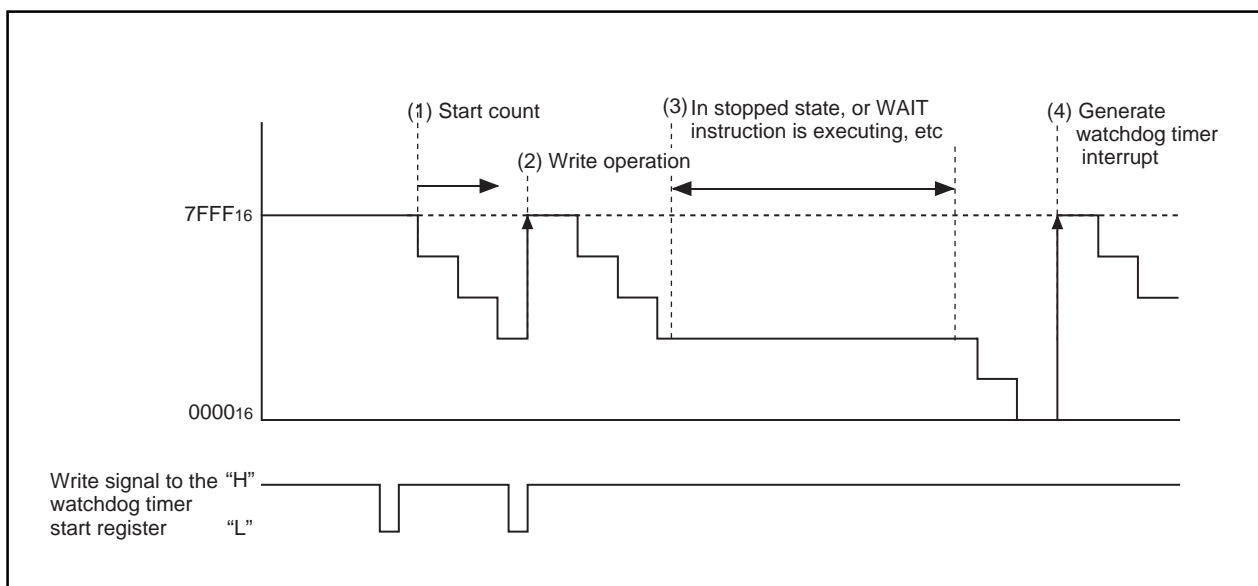 (1) Start count
(2) Write operation
(3) In stopped state, or WAIT
instruction is executing, etc
(4) Generate
watchdog timer
interrupt
7FFF16
000016
Write signal to the “H”
watchdog timer
start register “L”